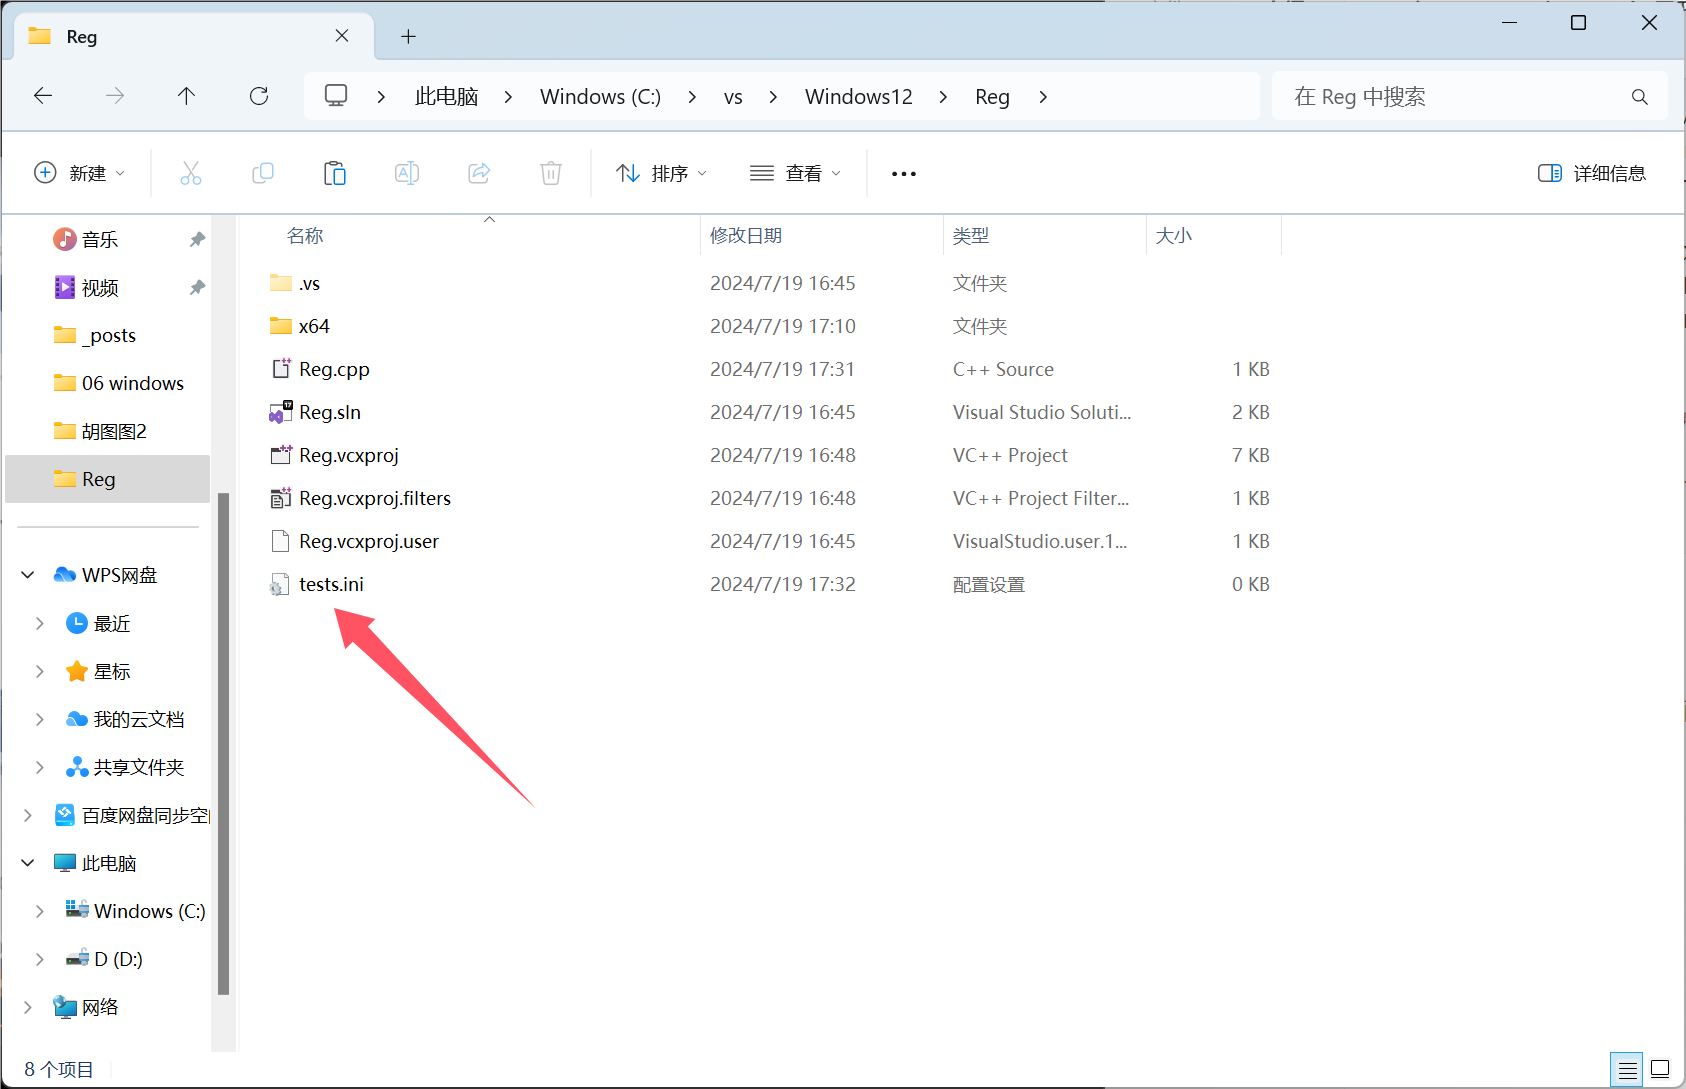 Reg
此电脑 Windows (C:) vs Windows12 Reg
在 Reg 中搜索
新建 排序 查看 ••• 详细信息
名称 修改日期 类型 大小
.vs 2024/7/19 16:45 文件夹
x64 2024/7/19 17:10 文件夹
Reg.cpp 2024/7/19 17:31 C++ Source 1 KB
Reg.sln 2024/7/19 16:45 Visual Studio Soluti... 2 KB
Reg.vcxproj 2024/7/19 16:48 VC++ Project 7 KB
Reg.vcxproj.filters 2024/7/19 16:48 VC++ Project Filter... 1 KB
Reg.vcxproj.user 2024/7/19 16:45 VisualStudio.user.1... 1 KB
tests.ini 2024/7/19 17:32 配置设置 0 KB
音乐
视频
_posts
06 windows
胡图图2
Reg
WPS网盘
最近
星标
我的云文档
共享文件夹
百度网盘同步空
此电脑
Windows (C:)
D (D:)
网络
8 个项目